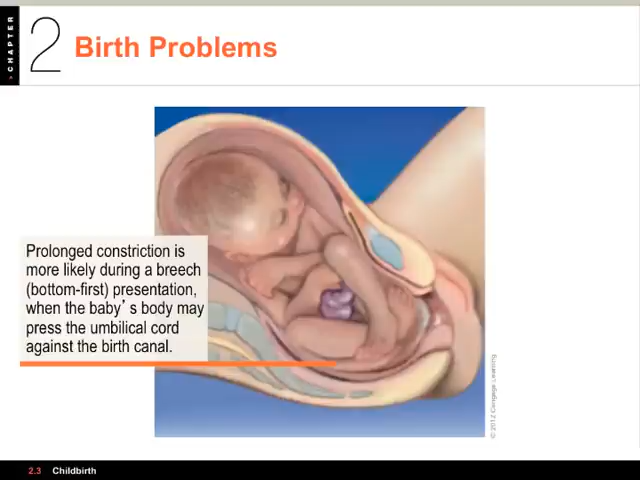 CHAPTER
2 Birth Problems
Prolonged constriction is
more likely during a breech
(bottom-first) presentation,
when the baby's body may
press the umbilical cord
against the birth canal.
© 2012 Cengage Learning
2.3 Childbirth